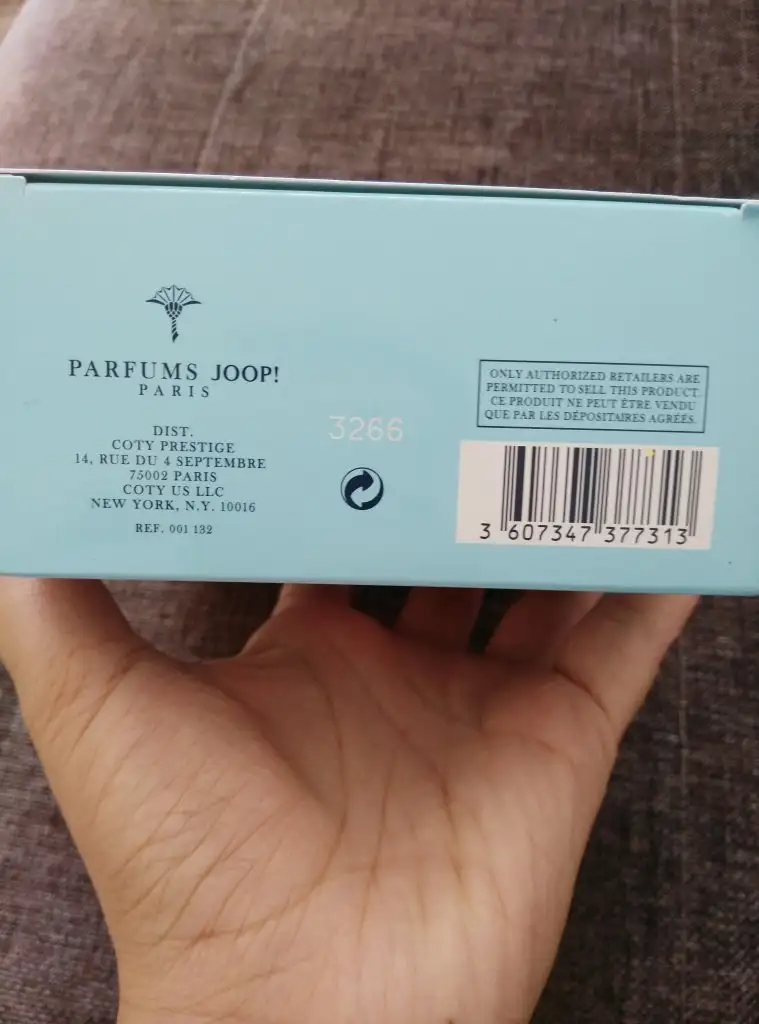 PARFUMS JOOP!
PARIS
DIST.
COTY PRESTIGE
14, RUE DU 4 SEPTEMBRE
75002 PARIS
COTY US LLC
NEW YORK, N.Y. 10016
REF. 001 132
3266
ONLY AUTHORIZED RETAILERS ARE
PERMITTED TO SELL THIS PRODUCT.
CE PRODUIT NE PEUT ÊTRE VENDU
QUE PAR LES DÉPOSITAIRES AGRÉÉS.
3 607347 377313